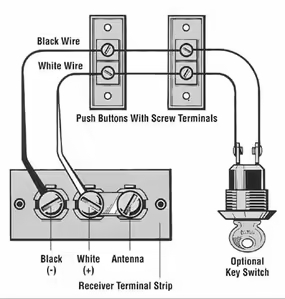 Black Wire
White Wire
Push Buttons With Screw Terminals
Black
(-)
White
(+)
Antenna
Optional
Key Switch
Receiver Terminal Strip